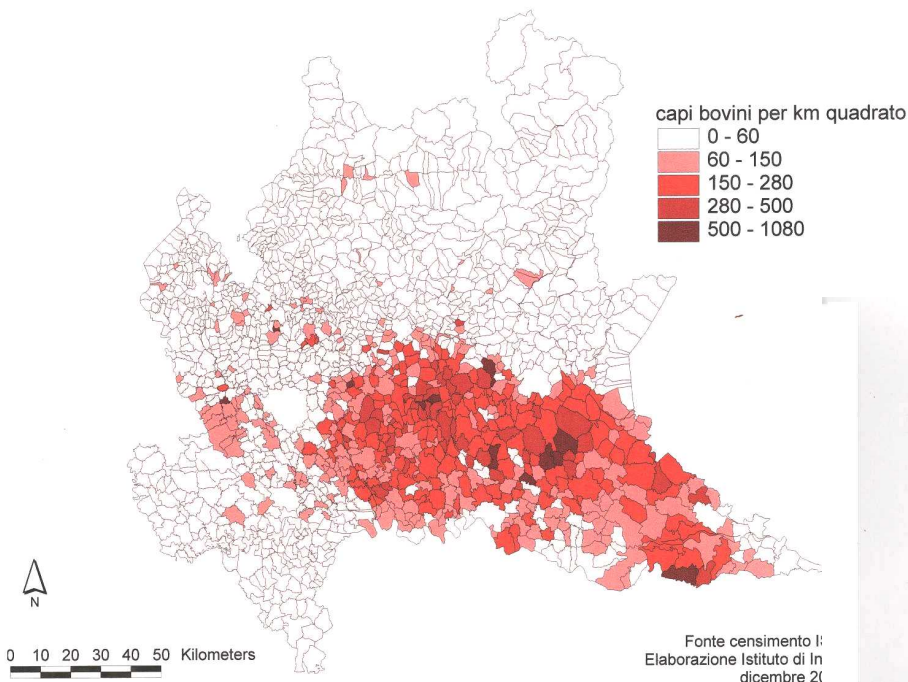 capi bovini per km quadrato
0 - 60
60 - 150
150 - 280
280 - 500
500 - 1080
N
0 10 20 30 40 50 Kilometers
Fonte censimento
Elaborazione Istituto di
dicembre